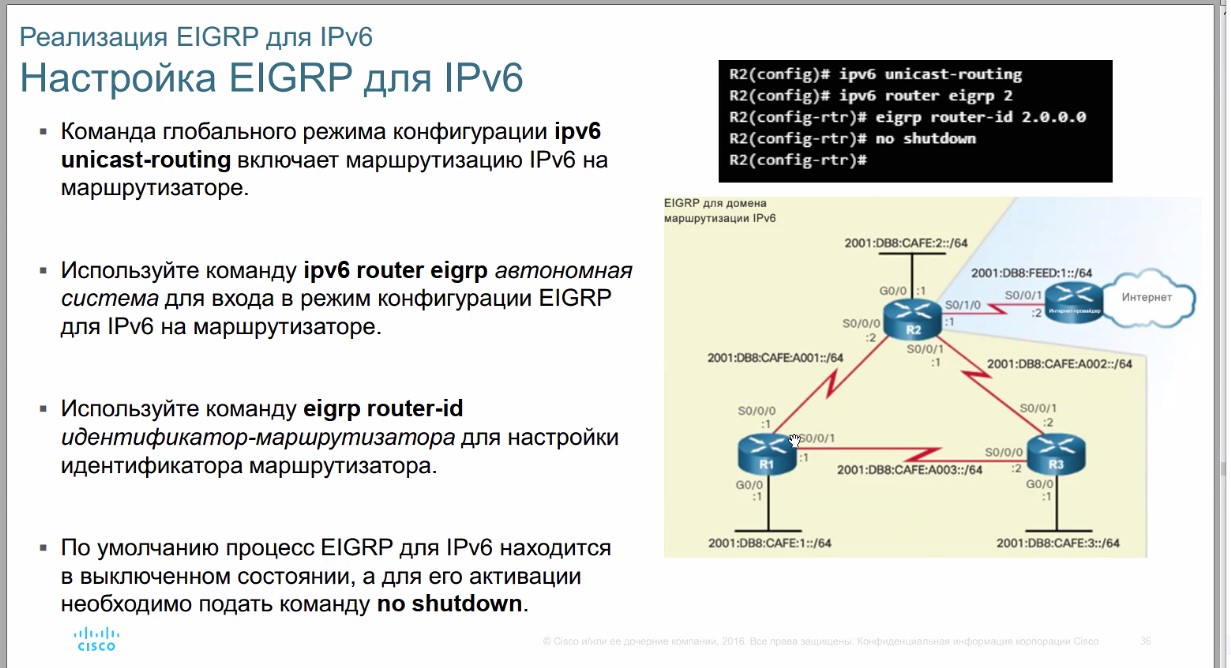 Реализация EIGRP для IPv6
Настройка EIGRP для IPv6
▪ Команда глобального режима конфигурации ipv6
unicast-routing включает маршрутизацию IPv6 на
маршрутизаторе.
▪ Используйте команду ipv6 router eigrp автономная
система для входа в режим конфигурации EIGRP
для IPv6 на маршрутизаторе.
▪ Используйте команду eigrp router-id
идентификатор-маршрутизатора для настройки
идентификатора маршрутизатора.
▪ По умолчанию процесс EIGRP для IPv6 находится
в выключенном состоянии, а для его активации
необходимо подать команду no shutdown.
R2(config)# ipv6 unicast-routing
R2(config)# ipv6 router eigrp 2
R2(config-rtr)# eigrp router-id 2.0.0.0
R2(config-rtr)# no shutdown
R2(config-rtr)#
EIGRP для домена
маршрутизации IPv6
2001:DB8:CAFE:2::/64
G0/0 :1
2001:DB8:FEED:1::/64
S0/0/1
:2
Интернет провайдер
Интернет
S0/1/0
:1
R2
S0/0/0
:2
S0/0/1
:1
2001:DB8:CAFE:A001::/64
2001:DB8:CAFE:A002::/64
S0/0/0
:1
S0/0/1
:2
R1
S0/0/1
:1
2001:DB8:CAFE:A003::/64
S0/0/0
:2
R3
G0/0
:1
G0/0
:1
2001:DB8:CAFE:1::/64
2001:DB8:CAFE:3::/64
CISCO
© Cisco и/или ее дочерние компании, 2016. Все права защищены. Конфиденциальная информация корпорации Cisco
36